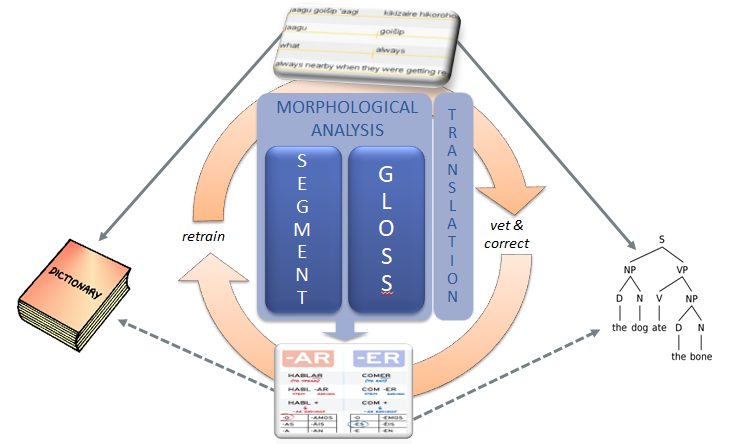 jaagu goišip 'aagi kikizaire hikoroho
jaagu goišip
what always
always nearby when they were getting re
MORPHOLOGICAL
ANALYSIS
SEGMENT
GLOSS
TRANSLATION
retrain
vet &
correct
DICTIONARY
S
NP VP
D N V NP
the dog ate D N
the bone
-AR -ER
HABLAR COMER
(to speak) (to eat)
HABL -AR COM -ER
STEM ENDING STEM ENDING
HABL + COM +
-O -AMOS -O -EMOS
-AS -ÁIS -ES -ÉIS
-A -AN -E -EN